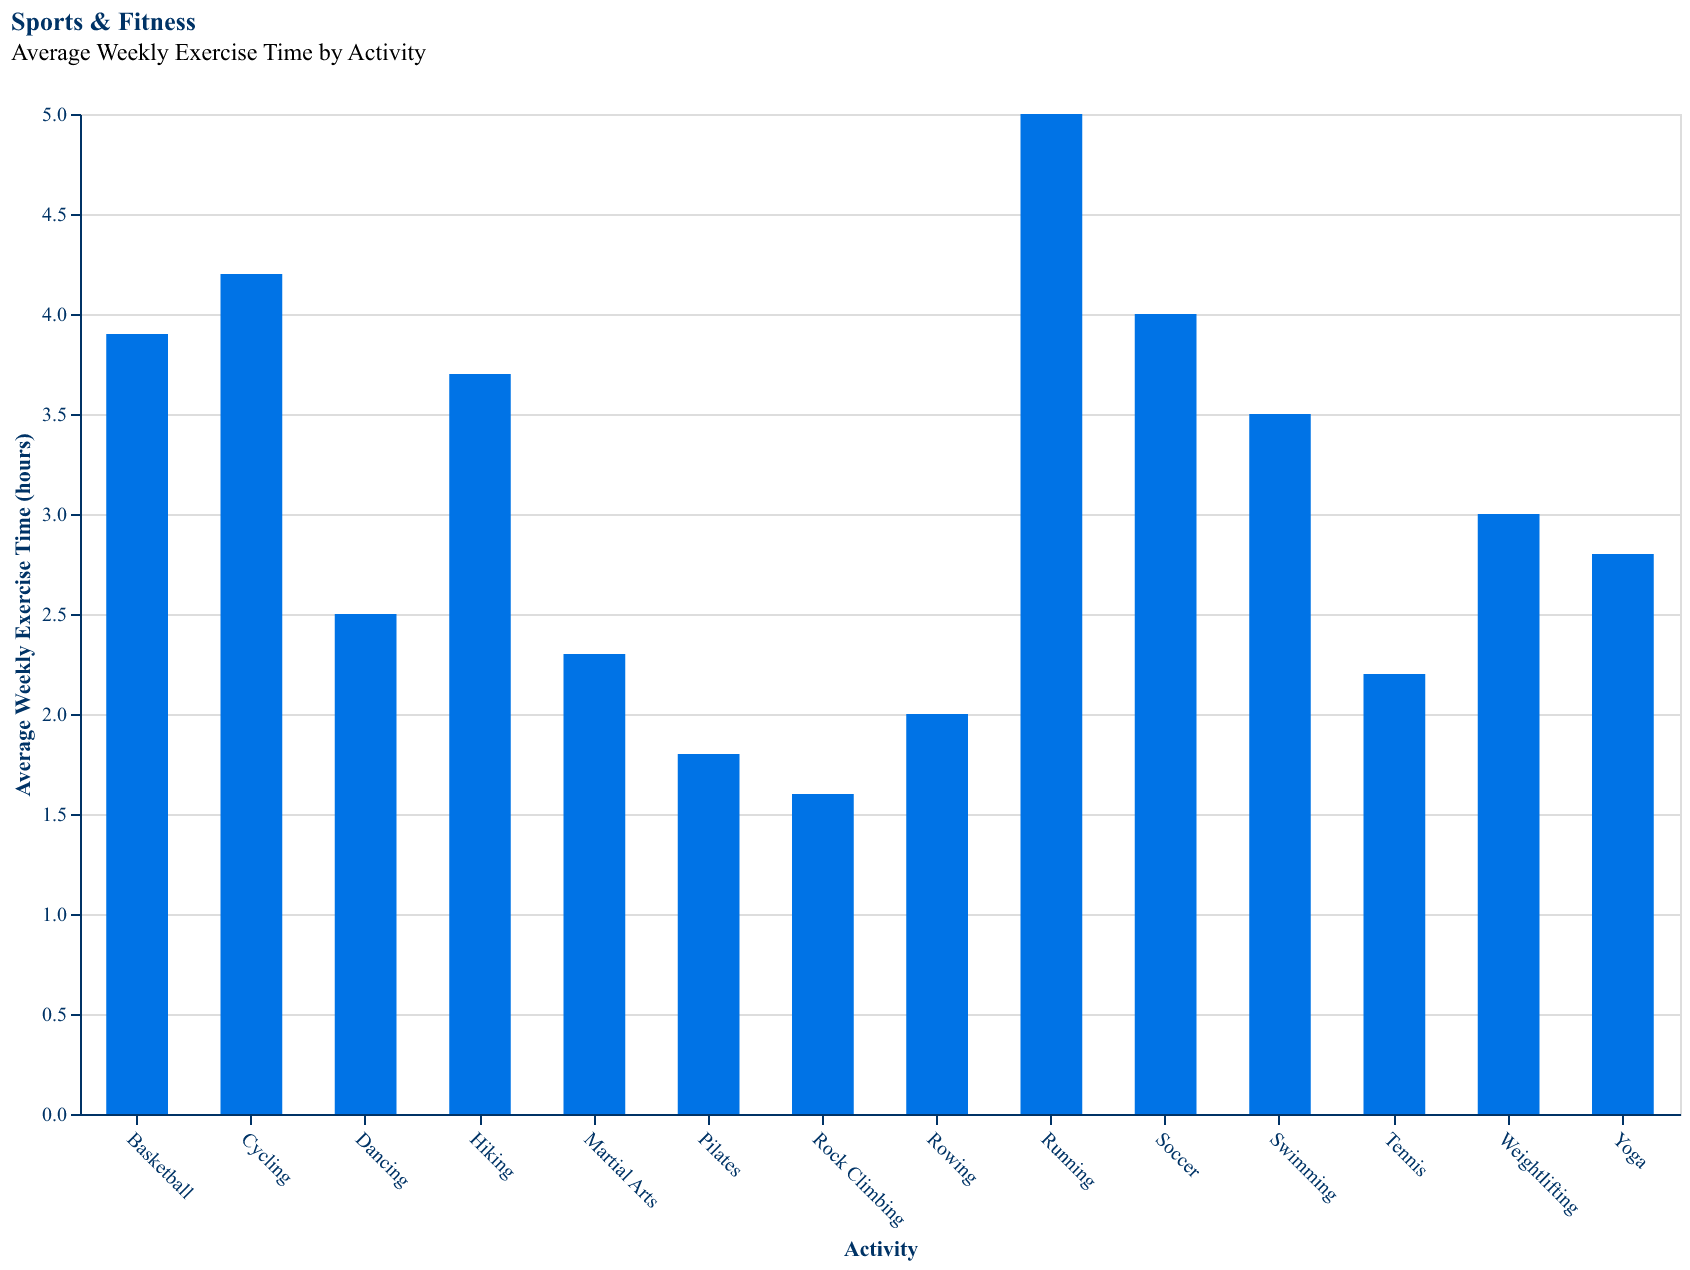 Sports & Fitness
Average Weekly Exercise Time by Activity
5.0
4.5
4.0
3.5
3.0
2.5
2.0
1.5
1.0
0.5
0.0
Average Weekly Exercise Time (hours)
Basketball
Cycling
Dancing
Hiking
Martial Arts
Pilates
Rock Climbing
Rowing
Running
Soccer
Swimming
Tennis
Weightlifting
Yoga
Activity